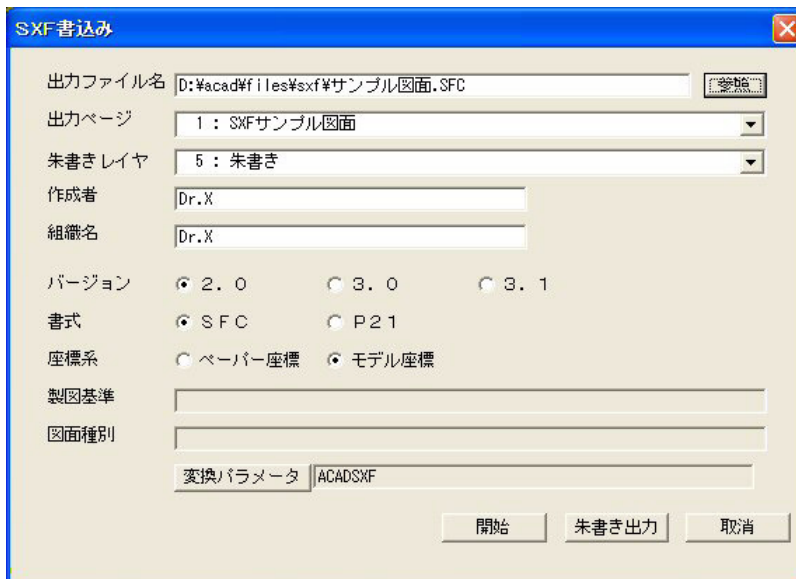 SXF書込み
出力ファイル名 D:¥acad¥files¥sxf¥サンプル図面.SFC 参照
出力ページ 1 : SXFサンプル図面
朱書きレイヤ 5 : 朱書き
作成者 Dr.X
組織名 Dr.X
バージョン ２．０ ３．０ ３．１
書式 ＳＦＣ Ｐ２１
座標系 ペーパー座標 モデル座標
製図基準
図面種別
変換パラメータ ACADSXF
開始 朱書き出力 取消